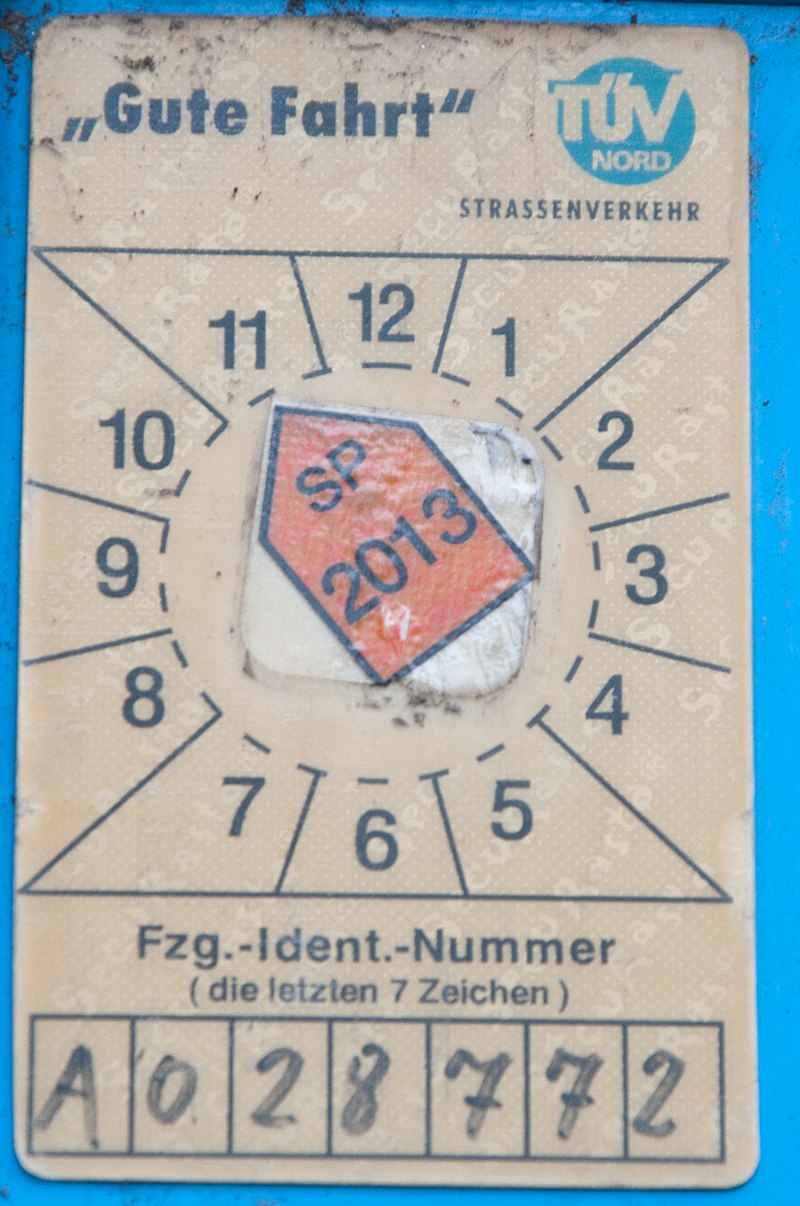 „Gute Fahrt“
TÜV
NORD
STRASSENVERKEHR
11 12 1
10 2
9 3
8 4
7 6 5
SP
2013
Fzg.-Ident.-Nummer
(die letzten 7 Zeichen)
A 0 2 8 7 7 2